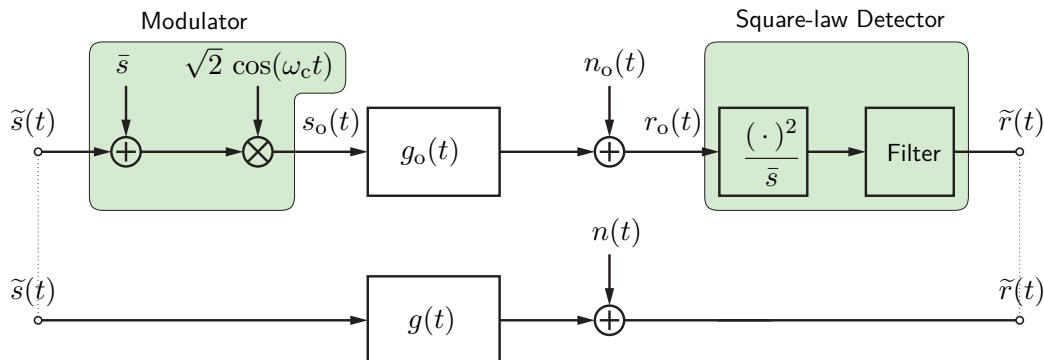 Modulator
Square-law Detector
s̄
√2 cos(ω_c t)
n_o(t)
s̃(t)
s_o(t)
g_o(t)
r_o(t)
(·)²
s̄
Filter
r̃(t)
n(t)
s̃(t)
g(t)
r̃(t)